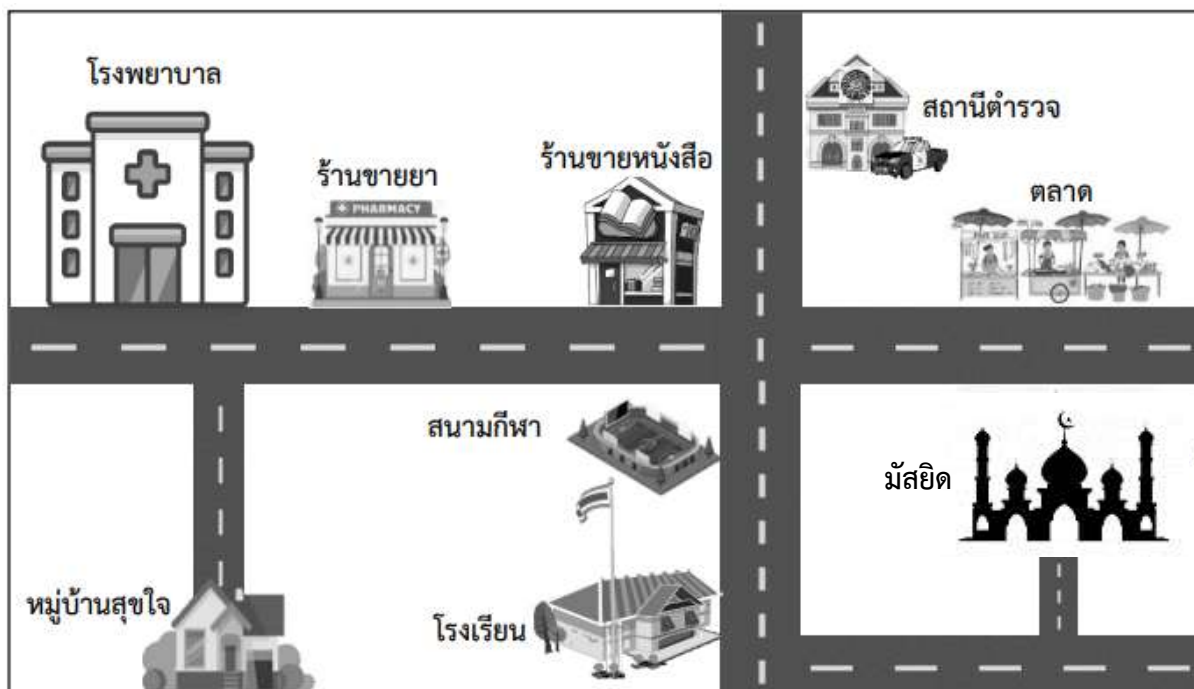 โรงพยาบาล
สถานีตำรวจ
ร้านขายหนังสือ
ร้านขายยา
ตลาด
PHARMACY
สนามกีฬา
มัสยิด
หมู่บ้านสุขใจ
โรงเรียน